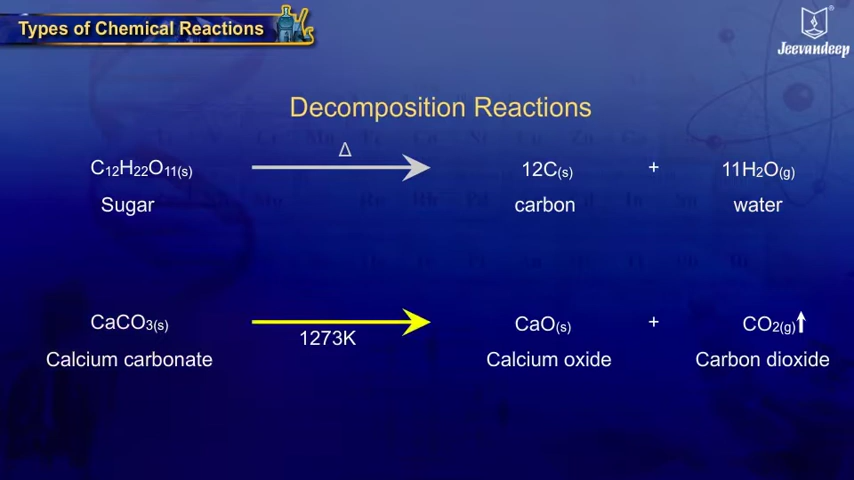 Types of Chemical Reactions
Jeevandeep
Decomposition Reactions
Δ
C₁₂H₂₂O₁₁(s) 12C(s) + 11H₂O(g)
Sugar carbon water
CaCO₃(s) CaO(s) + CO₂(g)↑
1273K
Calcium carbonate Calcium oxide Carbon dioxide